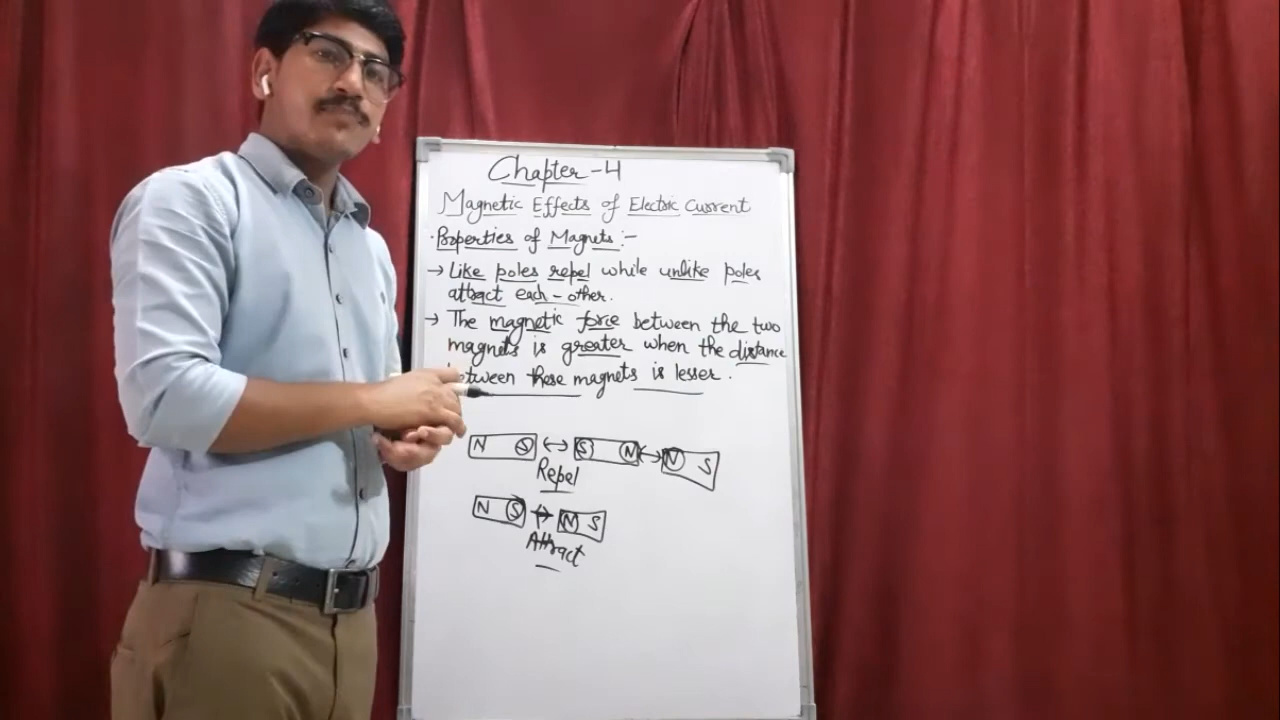 Chapter-4
Magnetic Effects of Electric Current
·Properties of Magnets:-
→ Like poles repel while unlike poles
attract each-other.
→ The magnetic force between the two
magnets is greater when the distance
between these magnets is lesser.
N S ↔ S N ↔ N S
Repel
N S ↔ N S
Attract